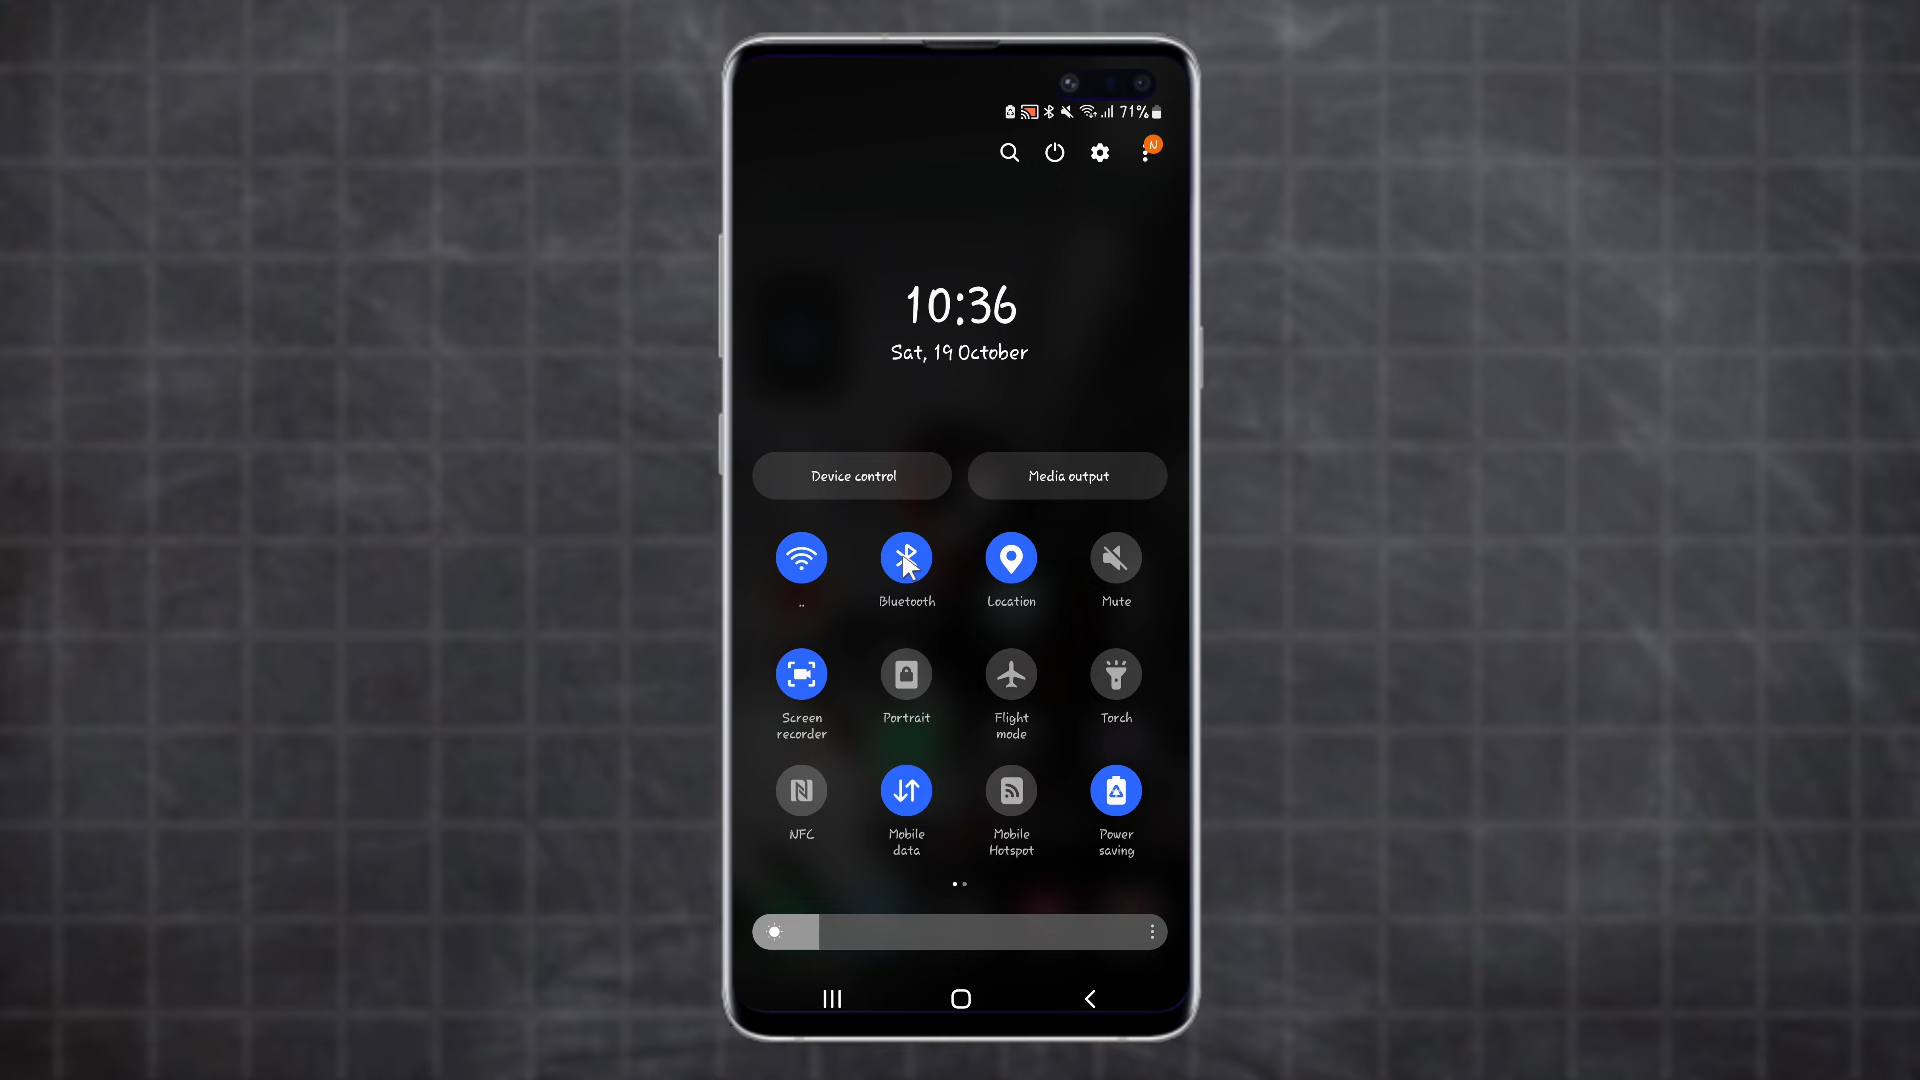 71%
N
10:36
Sat, 19 October
Device control
Media output
..
Bluetooth
Location
Mute
Screen
recorder
Portrait
Flight
mode
Torch
NFC
Mobile
data
Mobile
Hotspot
Power
saving